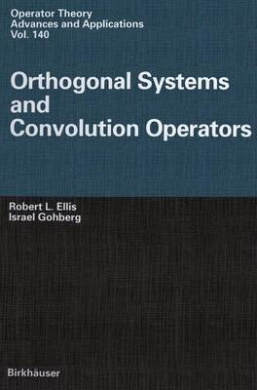 Operator Theory
Advances and Applications
Vol. 140
Orthogonal Systems
and
Convolution Operators
Robert L. Ellis
Israel Gohberg
Birkhäuser